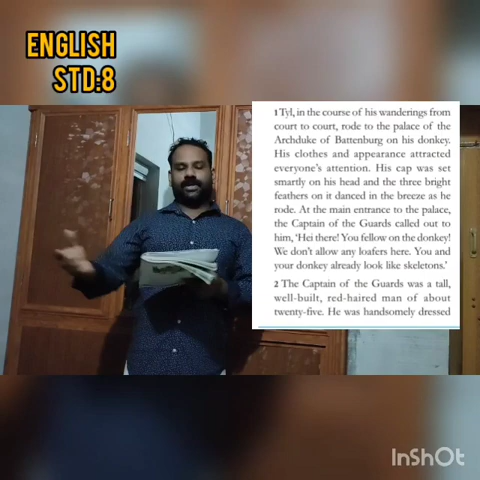 ENGLISH
STD:8
1 Tyl, in the course of his wanderings from
court to court, rode to the palace of the
Archduke of Battenburg on his donkey.
His clothes and appearance attracted
everyone's attention. His cap was set
smartly on his head and the three bright
feathers on it danced in the breeze as he
rode. At the main entrance to the palace,
the Captain of the Guards called out to
him, 'Hei there! You fellow on the donkey!
We don't allow any loafers here. You and
your donkey already look like skeletons.'
2 The Captain of the Guards was a tall,
well-built, red-haired man of about
twenty-five. He was handsomely dressed
InShOt